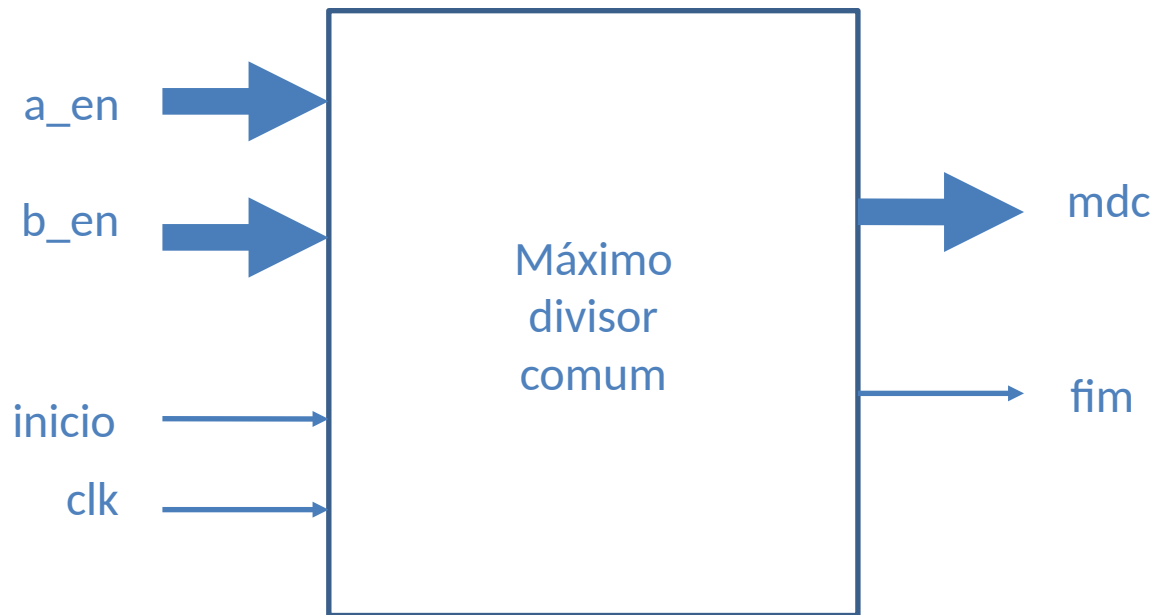 a_en
b_en
inicio
clk
Máximo
divisor
comum
mdc
fim